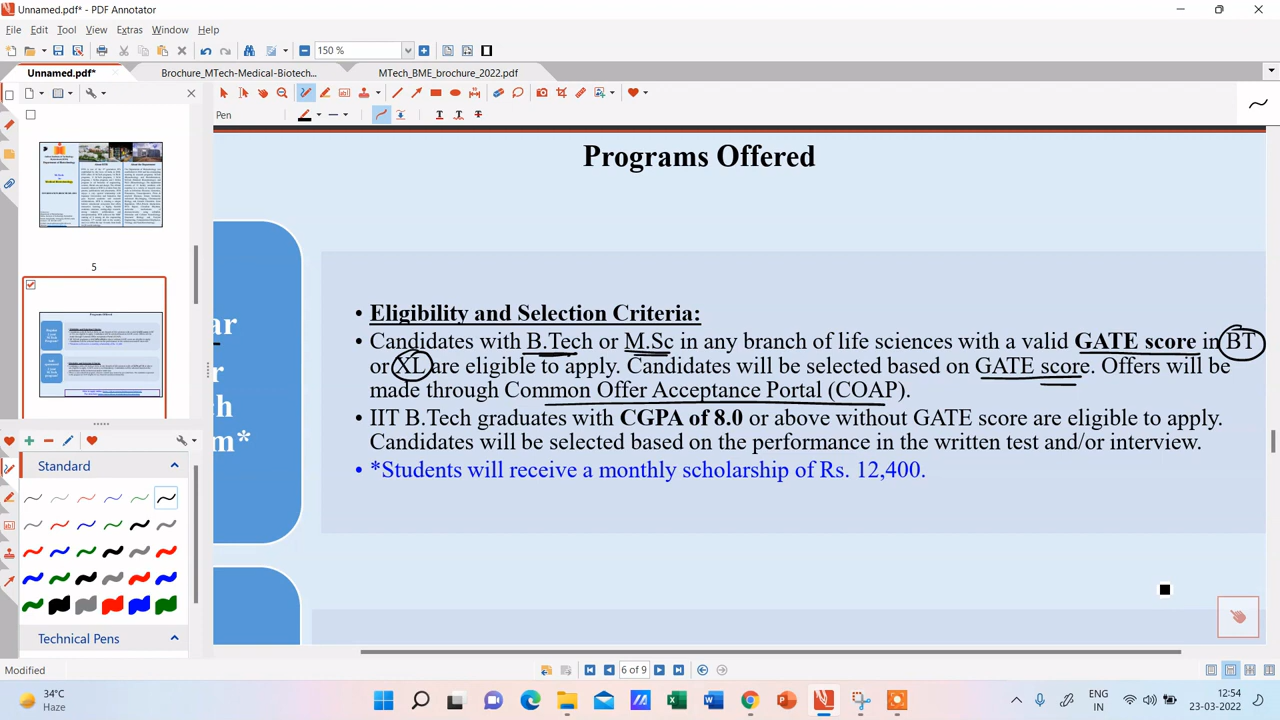 Unnamed.pdf* - PDF Annotator
File Edit Tool View Extras Window Help
150 %
Unnamed.pdf* Brochure_MTech-Medical-Biotech... MTech_BME_brochure_2022.pdf
Pen
Programs Offered
5
• Eligibility and Selection Criteria:
• Candidates with B.Tech or M.Sc in any branch of life sciences with a valid GATE score in BT
or XL are eligible to apply. Candidates will be selected based on GATE score. Offers will be
made through Common Offer Acceptance Portal (COAP).
• IIT B.Tech graduates with CGPA of 8.0 or above without GATE score are eligible to apply.
Candidates will be selected based on the performance in the written test and/or interview.
• *Students will receive a monthly scholarship of Rs. 12,400.
ar
r
ch
m*
Standard
Technical Pens
Modified
6 of 9
34°C
Haze
ENG
IN
12:54
23-03-2022